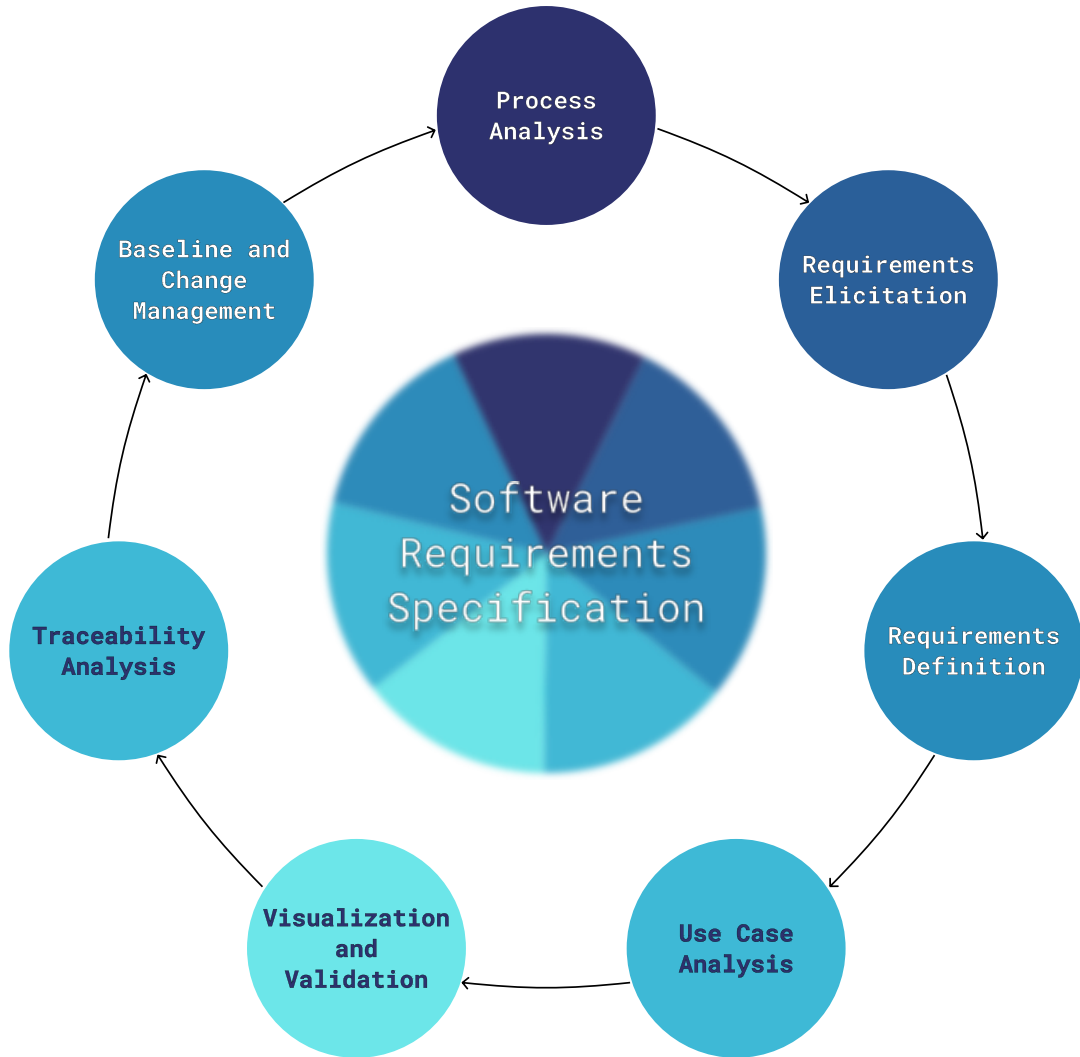 Process
Analysis
Requirements
Elicitation
Requirements
Definition
Use Case
Analysis
Visualization
and
Validation
Traceability
Analysis
Baseline and
Change
Management
Software
Requirements
Specification